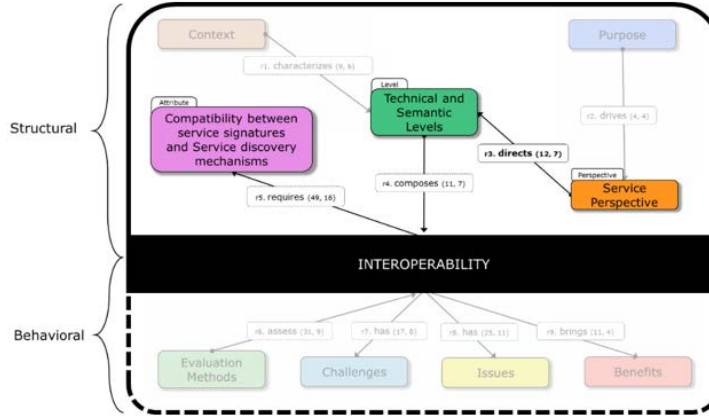 Context
Purpose
r1. characterizes (9, 6)
Level
Technical and
Semantic
Levels
Attribute
Compatibility between
service signatures
and Service discovery
mechanisms
r2. drives (4, 4)
Structural
r3. directs (12, 7)
Perspective
Service
Perspective
r4. composes (11, 7)
r5. requires (49, 16)
INTEROPERABILITY
Behavioral
r6. assess (31, 9)
r7. has (17, 8)
r8. has (25, 11)
r9. brings (11, 4)
Evaluation
Methods
Challenges
Issues
Benefits